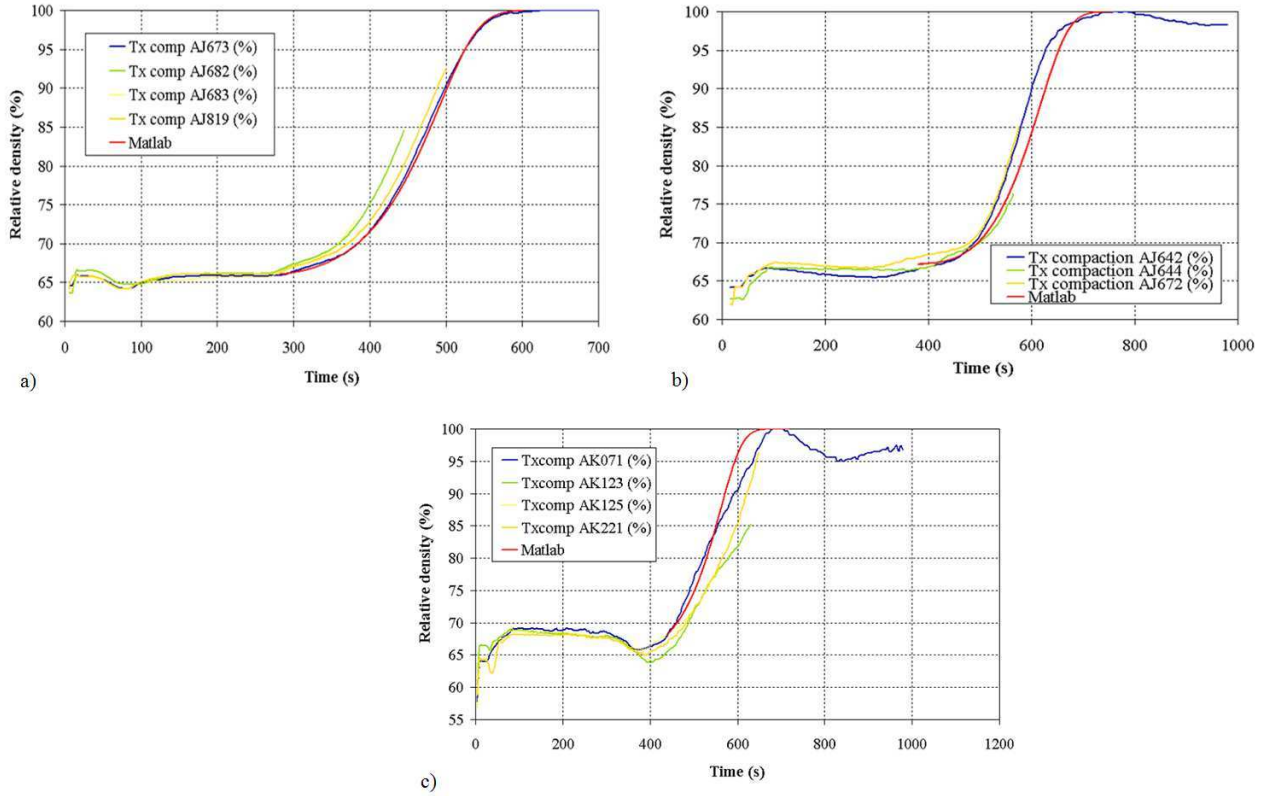 100
95
90
85
80
75
70
65
60
Relative density (%)
Tx comp AJ673 (%)
Tx comp AJ682 (%)
Tx comp AJ683 (%)
Tx comp AJ819 (%)
Matlab
0 100 200 300 400 500 600 700
Time (s)
a)
100
95
90
85
80
75
70
65
60
Relative density (%)
Tx compaction AJ642 (%)
Tx compaction AJ644 (%)
Tx compaction AJ672 (%)
Matlab
0 200 400 600 800 1000
Time (s)
b)
100
95
90
85
80
75
70
65
60
55
Relative density (%)
Txcomp AK071 (%)
Txcomp AK123 (%)
Txcomp AK125 (%)
Txcomp AK221 (%)
Matlab
0 200 400 600 800 1000 1200
Time (s)
c)